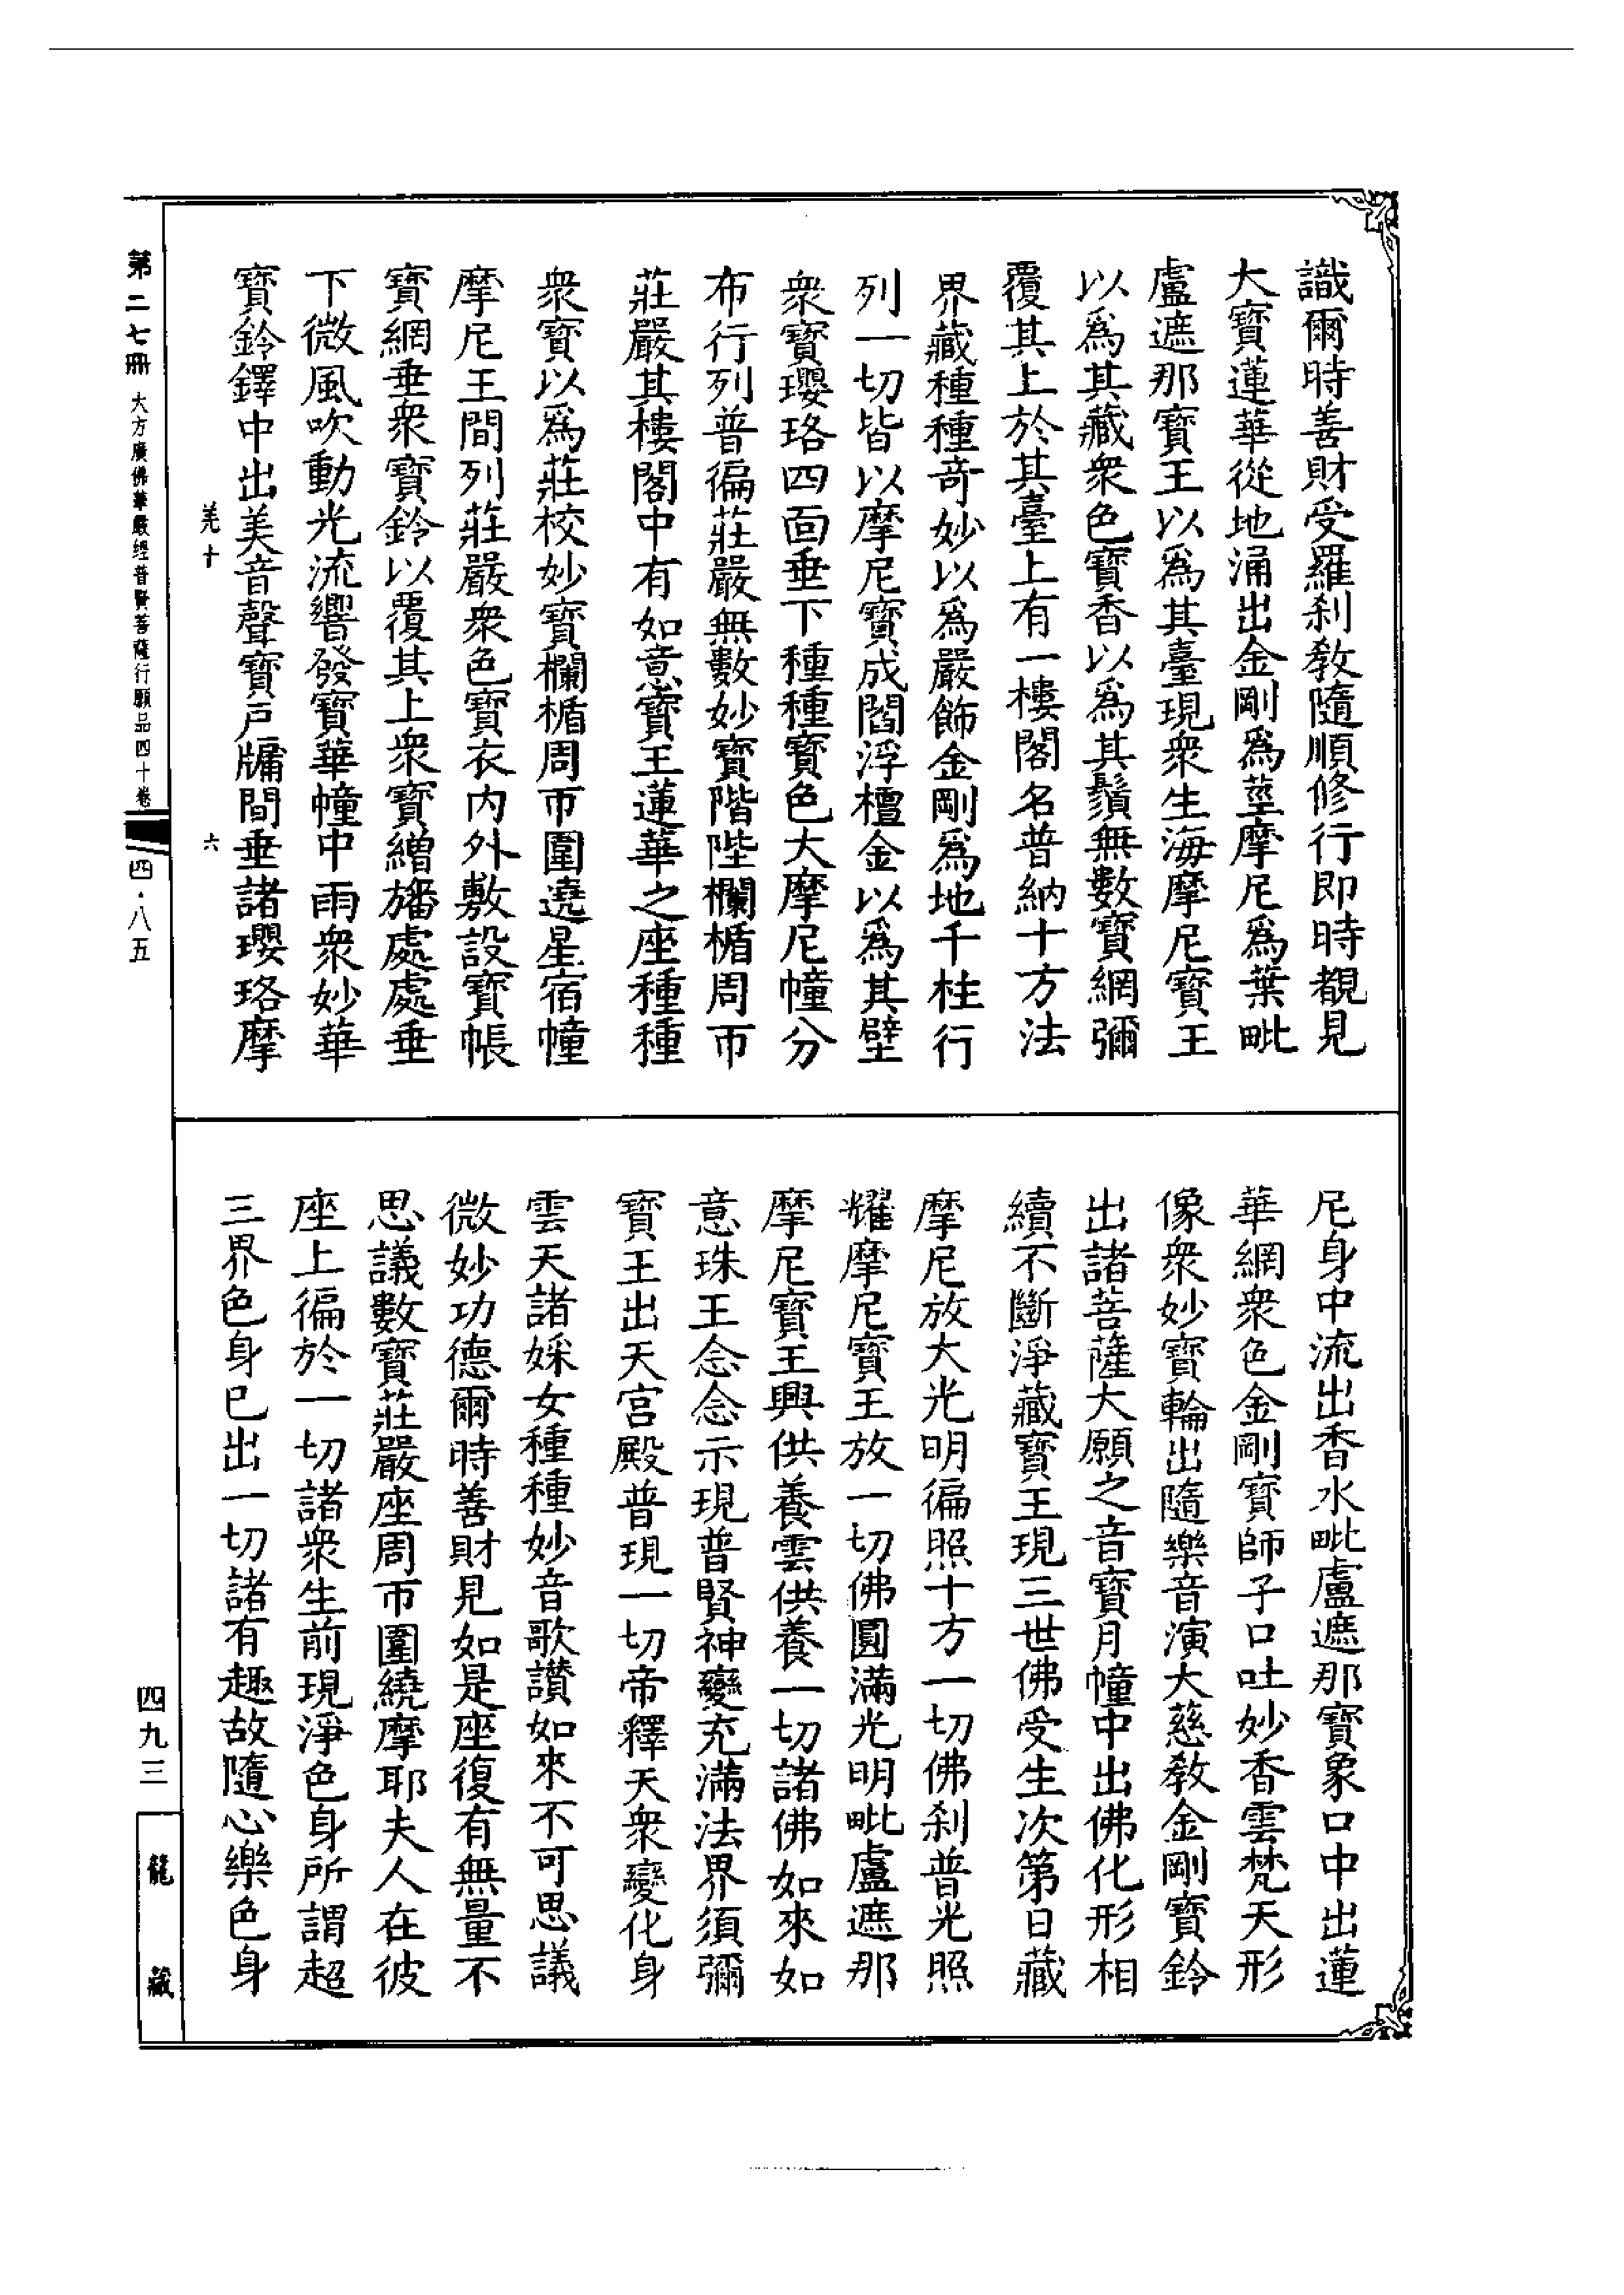 識爾時善財受羅刹教隨順修行即時覩見
大寶蓮華從地涌出金剛爲莖摩尼爲葉毗
盧遮那寶王以爲其臺現衆生海摩尼寶王
以爲其藏衆色寶香以爲其鬚無數寶網彌
覆其上於其臺上有一樓閣名普納十方法
界藏種種奇妙以爲嚴飾金剛爲地千柱行
列一切皆以摩尼寶成閻浮檀金以爲其壁
衆寶瓔珞四面垂下種種寶色大摩尼幢分
布行列普徧莊嚴無數妙寶階陛欄楯周帀
莊嚴其樓閣中有如意寶王蓮華之座種種
衆寶以爲莊校妙寶欄楯周帀圍遶星宿幢
摩尼王間列莊嚴衆色寶衣内外敷設寶帳
寶網垂衆寶鈴以覆其上衆寶繒旛處處垂
下微風吹動光流響發寶華幢中雨衆妙華
寶鈴鐸中出美音聲寶戸牖間垂諸瓔珞摩
羌十
六
尼身中流出香水毗盧遮那寶象口中出蓮
華網衆色金剛寶師子口吐妙香雲梵天形
像衆妙寶輪出隨樂音演大慈教金剛寶鈴
出諸菩薩大願之音寶月幢中出佛化形相
續不斷淨藏寶王現三世佛受生次第日藏
摩尼放大光明徧照十方一切佛刹普光照
耀摩尼寶王放一切佛圓滿光明毗盧遮那
摩尼寶王興供養雲供養一切諸佛如來如
意珠王念念示現普賢神變充滿法界須彌
寶王出天宮殿普現一切帝釋天衆變化身
雲天諸婇女種種妙音歌讚如來不可思議
微妙功德爾時善財見如是座復有無量不
思議數寶莊嚴座周帀圍繞摩耶夫人在彼
座上徧於一切諸衆生前現淨色身所謂超
三界色身已出一切諸有趣故隨心樂色身
第二七冊
大方廣佛華嚴經普賢菩薩行願品四十卷
四·八五
四九三
龍藏